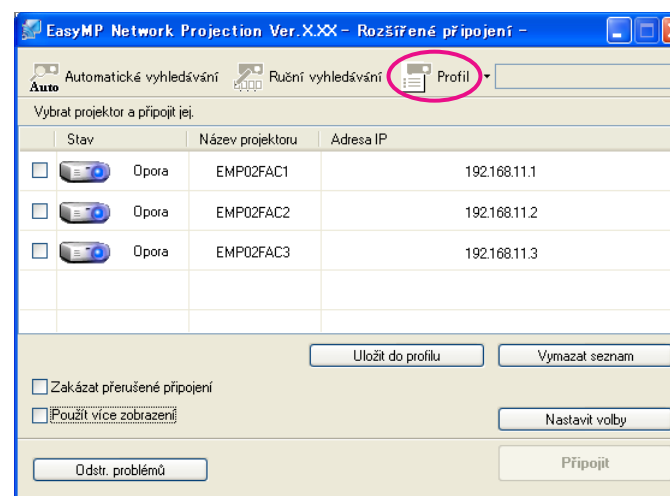 EasyMP Network Projection Ver.X.XX – Rozšířené připojení –
Auto Automatické vyhledávání Ruční vyhledávání Profil
Vybrat projektor a připojit jej.
Stav Název projektoru Adresa IP
Opora EMP02FAC1 192.168.11.1
Opora EMP02FAC2 192.168.11.2
Opora EMP02FAC3 192.168.11.3
Uložit do profilu Vymazat seznam
Zakázat přerušené připojení
Použít více zobrazení
Nastavit volby
Odstr. problémů Připojit